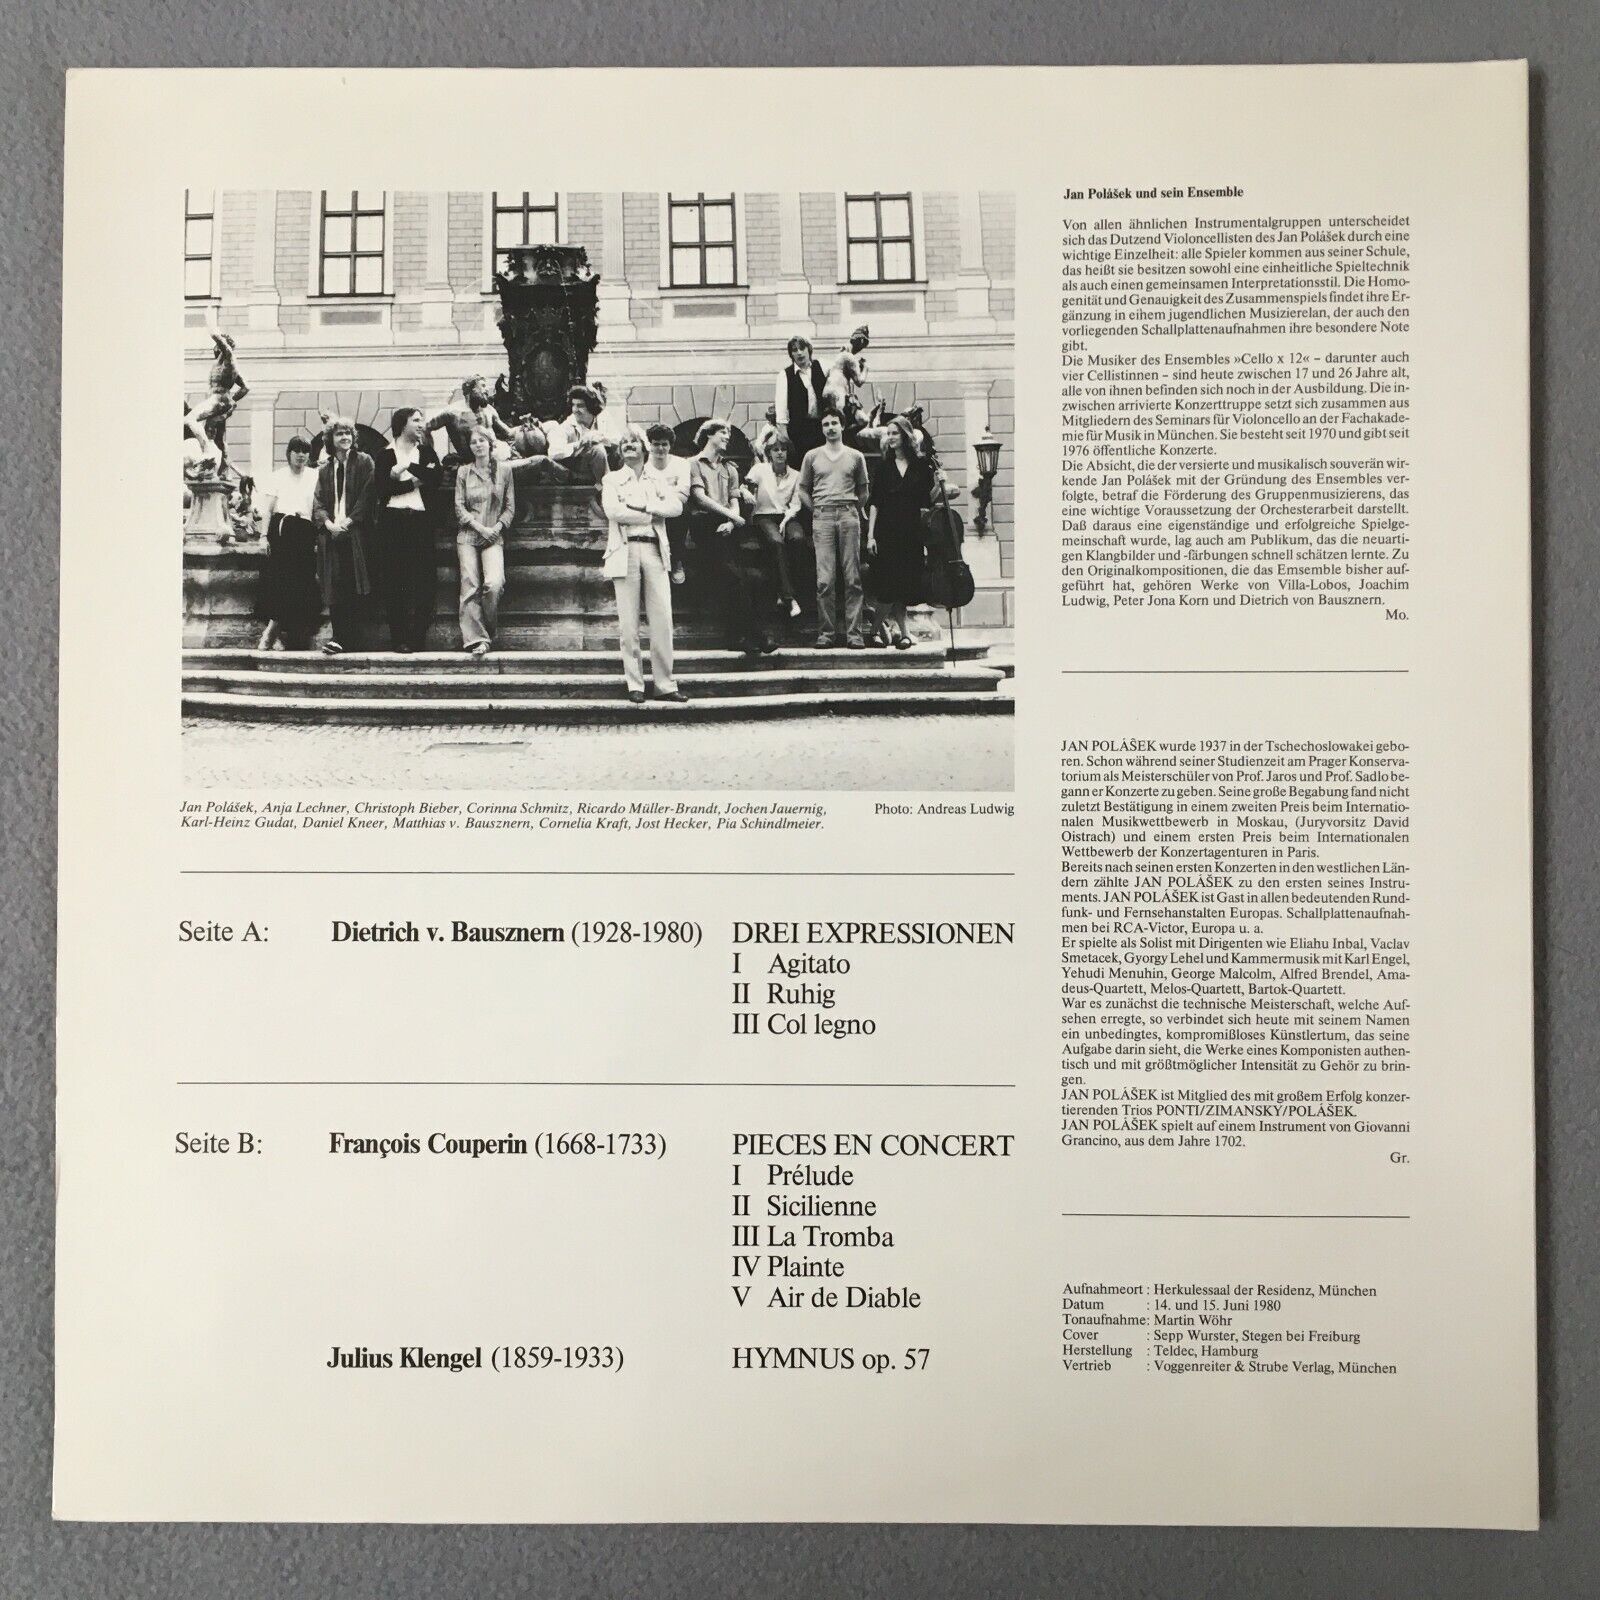 Jan Polášek, Anja Lechner, Christoph Bieber, Corinna Schmitz, Ricardo Müller-Brandt, Jochen Jauernig,
Karl-Heinz Gudat, Daniel Kneer, Matthias v. Bausznern, Cornelia Kraft, Jost Hecker, Pia Schindlmeier.
Photo: Andreas Ludwig
Seite A: Dietrich v. Bausznern (1928-1980) DREI EXPRESSIONEN
I Agitato
II Ruhig
III Col legno
Seite B: François Couperin (1668-1733) PIECES EN CONCERT
I Prélude
II Sicilienne
III La Tromba
IV Plainte
V Air de Diable
Julius Klengel (1859-1933) HYMNUS op. 57
Jan Polášek und sein Ensemble
Von allen ähnlichen Instrumentalgruppen unterscheidet
sich das Dutzend Violoncellisten des Jan Polášek durch eine
wichtige Einzelheit: alle Spieler kommen aus seiner Schule,
das heißt sie besitzen sowohl eine einheitliche Spieltechnik
als auch einen gemeinsamen Interpretationsstil. Die Homo-
genität und Genauigkeit des Zusammenspiels findet ihre Er-
gänzung in einem jugendlichen Musizierelan, der auch den
vorliegenden Schallplattenaufnahmen ihre besondere Note
gibt.
Die Musiker des Ensembles »Cello x 12« – darunter auch
vier Cellistinnen – sind heute zwischen 17 und 26 Jahre alt,
alle von ihnen befinden sich noch in der Ausbildung. Die in-
zwischen arrivierte Konzerttruppe setzt sich zusammen aus
Mitgliedern des Seminars für Violoncello an der Fachakade-
mie für Musik in München. Sie besteht seit 1970 und gibt seit
1976 öffentliche Konzerte.
Die Absicht, die der versierte und musikalisch souverän wir-
kende Jan Polášek mit der Gründung des Ensembles ver-
folgte, betraf die Förderung des Gruppenmusizierens, das
eine wichtige Voraussetzung der Orchesterarbeit darstellt.
Daß daraus eine eigenständige und erfolgreiche Spielge-
meinschaft wurde, lag auch am Publikum, das die neuarti-
gen Klangbilder und -färbungen schnell schätzen lernte. Zu
den Originalkompositionen, die das Emsemble bisher auf-
geführt hat, gehören Werke von Villa-Lobos, Joachim
Ludwig, Peter Jona Korn und Dietrich von Bausznern.
Mo.
JAN POLÁŠEK wurde 1937 in der Tschechoslowakei gebo-
ren. Schon während seiner Studienzeit am Prager Konserva-
torium als Meisterschüler von Prof. Jaros und Prof. Sadlo be-
gann er Konzerte zu geben. Seine große Begabung fand nicht
zuletzt Bestätigung in einem zweiten Preis beim Internatio-
nalen Musikwettbewerb in Moskau, (Juryvorsitz David
Oistrach) und einem ersten Preis beim Internationalen
Wettbewerb der Konzertagenturen in Paris.
Bereits nach seinen ersten Konzerten in den westlichen Län-
dern zählte JAN POLÁŠEK zu den ersten seines Instru-
ments. JAN POLÁŠEK ist Gast in allen bedeutenden Rund-
funk- und Fernsehanstalten Europas. Schallplattenaufnah-
men bei RCA-Victor, Europa u. a.
Er spielte als Solist mit Dirigenten wie Eliahu Inbal, Vaclav
Smetacek, Gyorgy Lehel und Kammermusik mit Karl Engel,
Yehudi Menuhin, George Malcolm, Alfred Brendel, Ama-
deus-Quartett, Melos-Quartett, Bartok-Quartett.
War es zunächst die technische Meisterschaft, welche Auf-
sehen erregte, so verbindet sich heute mit seinem Namen
ein unbedingtes, kompromißloses Künstlertum, das seine
Aufgabe darin sieht, die Werke eines Komponisten authen-
tisch und mit größtmöglicher Intensität zu Gehör zu brin-
gen.
JAN POLÁŠEK ist Mitglied des mit großem Erfolg konzer-
tierenden Trios PONTI/ZIMANSKY/POLÁŠEK.
JAN POLÁŠEK spielt auf einem Instrument von Giovanni
Grancino, aus dem Jahre 1702.
Gr.
Aufnahmeort : Herkulessaal der Residenz, München
Datum : 14. und 15. Juni 1980
Tonaufnahme: Martin Wöhr
Cover : Sepp Wurster, Stegen bei Freiburg
Herstellung : Teldec, Hamburg
Vertrieb : Voggenreiter & Strube Verlag, München